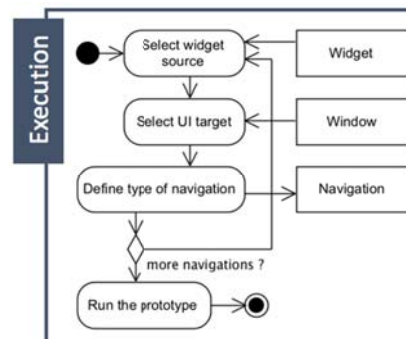 Execution
Select widget
source
Widget
Select UI target
Window
Define type of navigation
Navigation
more navigations ?
Run the prototype